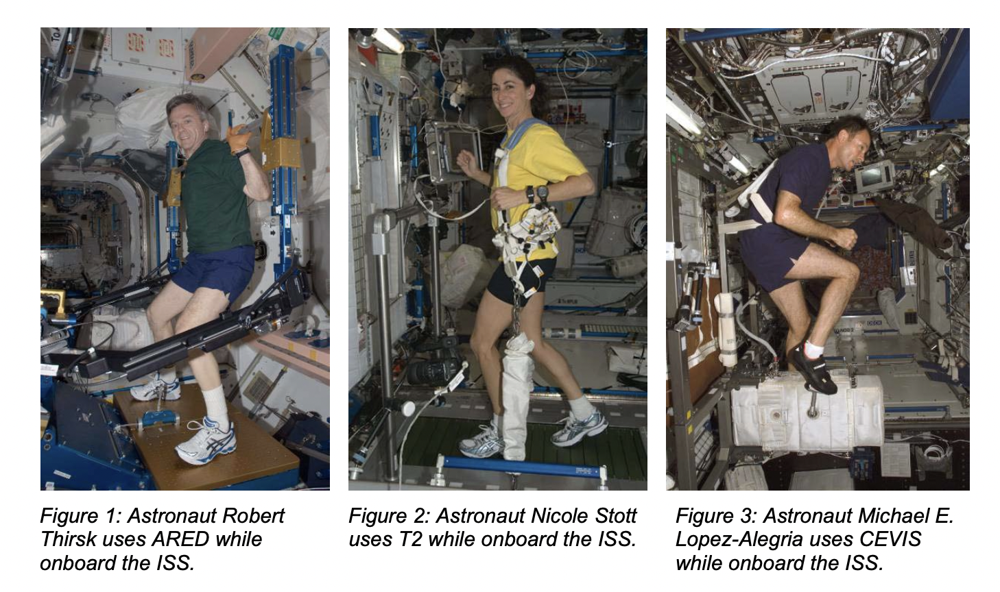 Figure 1: Astronaut Robert
Thirsk uses ARED while
onboard the ISS.
Figure 2: Astronaut Nicole Stott
uses T2 while onboard the ISS.
Figure 3: Astronaut Michael E.
Lopez-Alegria uses CEVIS
while onboard the ISS.